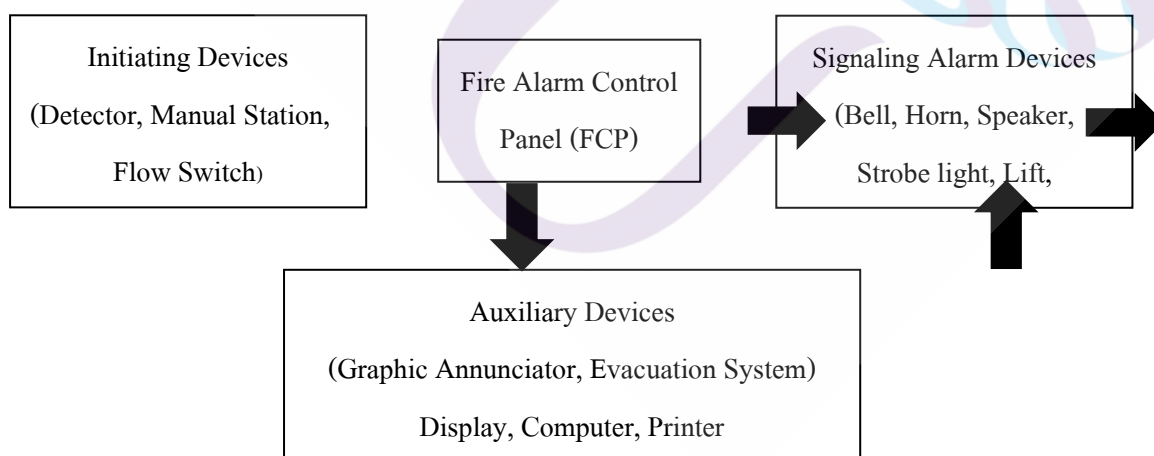 Initiating Devices
(Detector, Manual Station,
Flow Switch)
Fire Alarm Control
Panel (FCP)
Signaling Alarm Devices
(Bell, Horn, Speaker,
Strobe light, Lift,
Auxiliary Devices
(Graphic Annunciator, Evacuation System)
Display, Computer, Printer